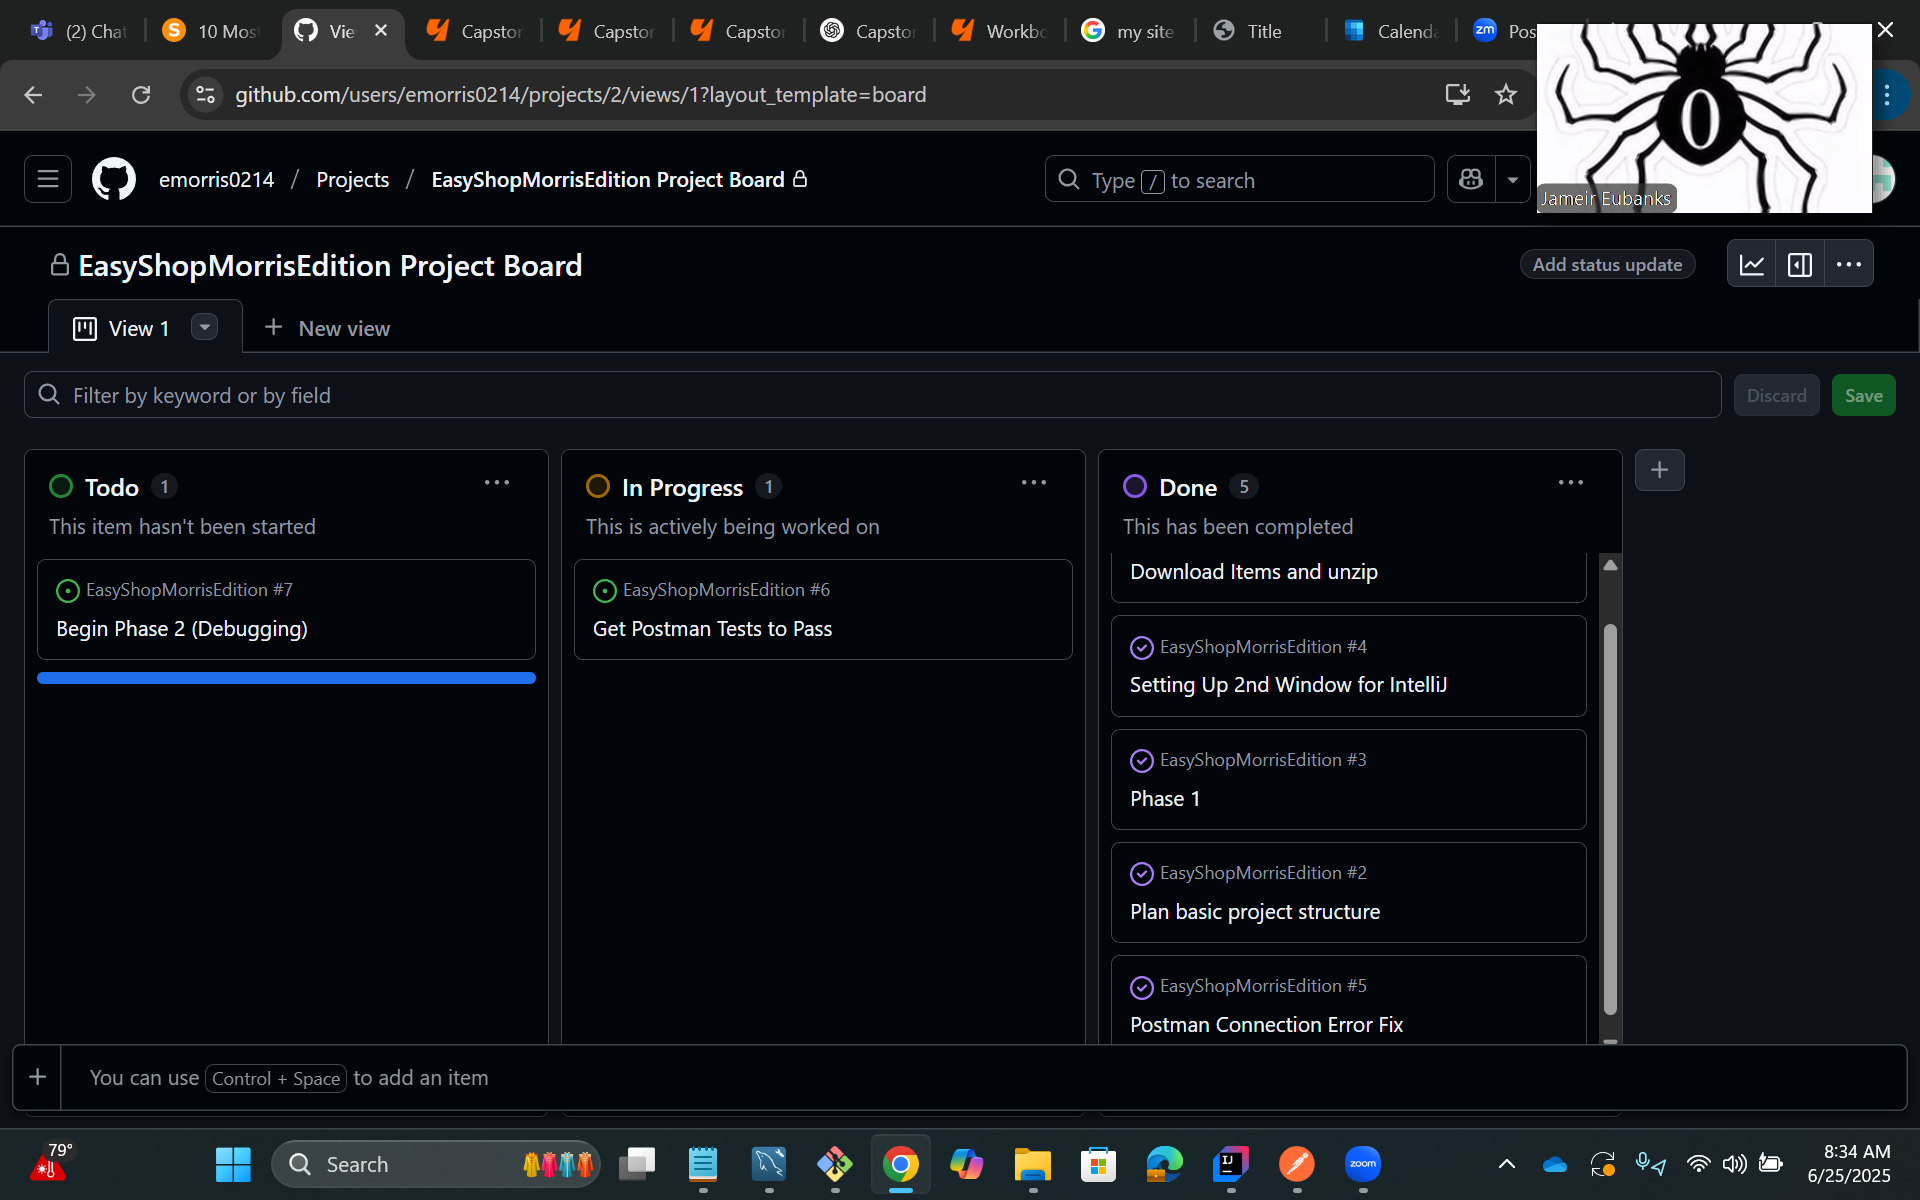 (2) Chat
10 Mos
Vie
Capstor
Capstor
Capstor
Capstor
Workbo
my site
Title
Calenda
zm
Pos
github.com/users/emorris0214/projects/2/views/1?layout_template=board
emorris0214 / Projects / EasyShopMorrisEdition Project Board
Type / to search
Jameir Eubanks
EasyShopMorrisEdition Project Board
Add status update
View 1
New view
Filter by keyword or by field
Discard
Save
Todo 1
This item hasn't been started
EasyShopMorrisEdition #7
Begin Phase 2 (Debugging)
In Progress 1
This is actively being worked on
EasyShopMorrisEdition #6
Get Postman Tests to Pass
Done 5
This has been completed
Download Items and unzip
EasyShopMorrisEdition #4
Setting Up 2nd Window for IntelliJ
EasyShopMorrisEdition #3
Phase 1
EasyShopMorrisEdition #2
Plan basic project structure
EasyShopMorrisEdition #5
Postman Connection Error Fix
You can use Control + Space to add an item
79°
Search
IJ
zoom
8:34 AM
6/25/2025